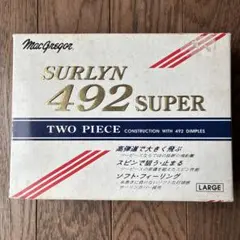 MacGregor
SURLYN
492 SUPER
TWO PIECE CONSTRUCTION WITH 492 DIMPLES
高弾道で大きく飛ぶ
スピンで狙う・止まる
ソフト・フィーリング
LARGE